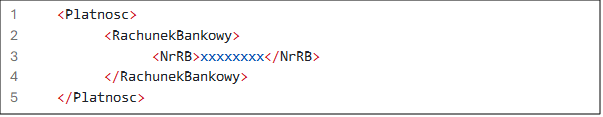 1 <Platnosc>
2 <RachunekBankowy>
3 <NrRB>xxxxxxxx</NrRB>
4 </RachunekBankowy>
5 </Platnosc>